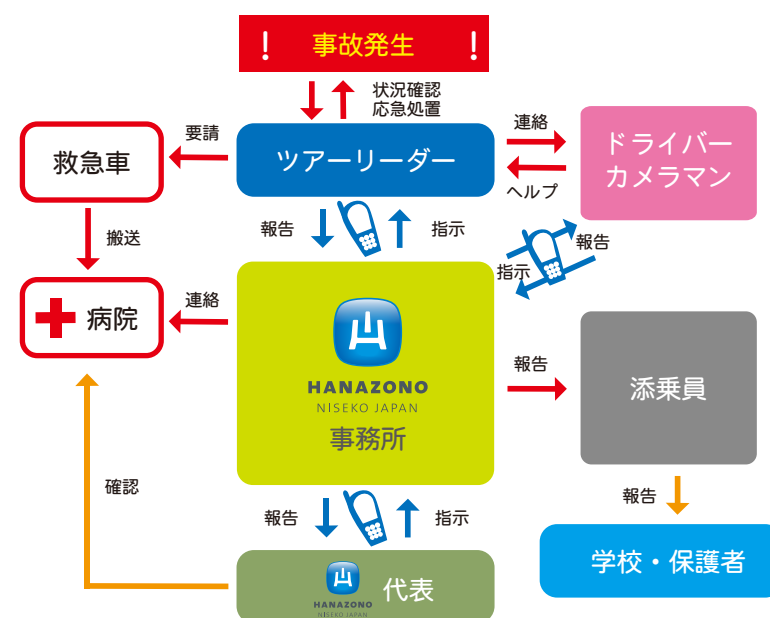 ! 事故発生 !
状況確認
応急処置
救急車
要請
ツアーリーダー
連絡
ヘルプ
ドライバー
カメラマン
搬送
報告
指示
指示
報告
病院
連絡
HANAZONO
NISEKO JAPAN
事務所
報告
添乗員
確認
報告
指示
報告
学校・保護者
HANAZONO
NISEKO JAPAN
代表